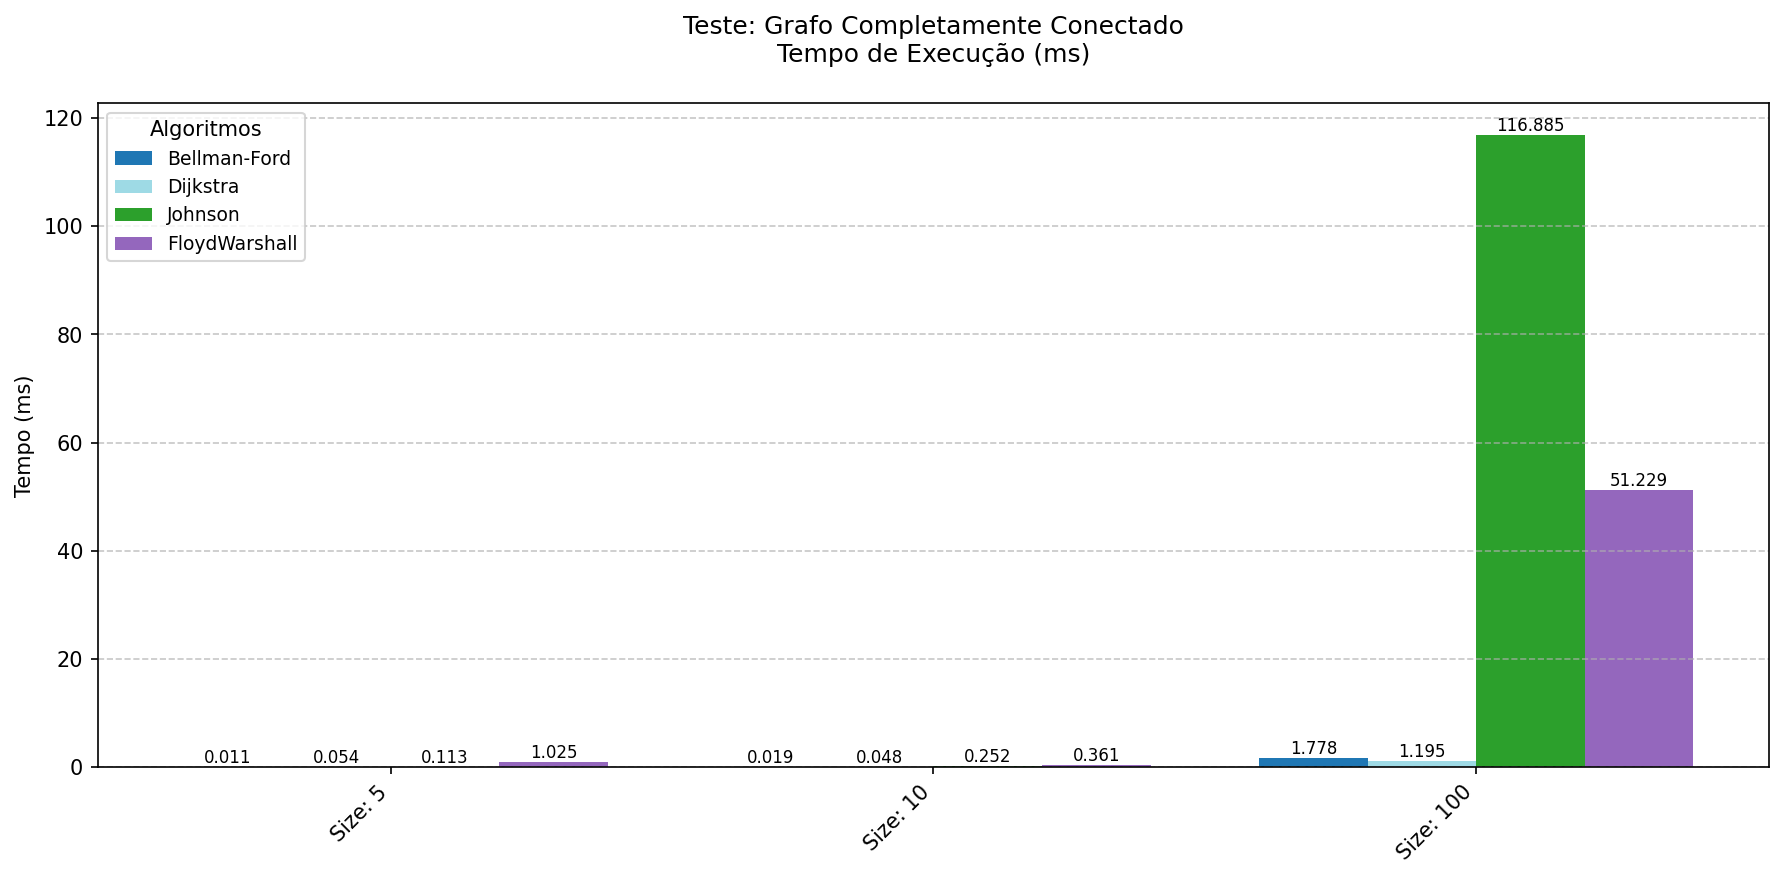 Teste: Grafo Completamente Conectado
Tempo de Execução (ms)
Tempo (ms)
120
100
80
60
40
20
0
Algoritmos
Bellman-Ford
Dijkstra
Johnson
FloydWarshall
0.011
0.054
0.113
1.025
0.019
0.048
0.252
0.361
1.778
1.195
116.885
51.229
Size: 5
Size: 10
Size: 100